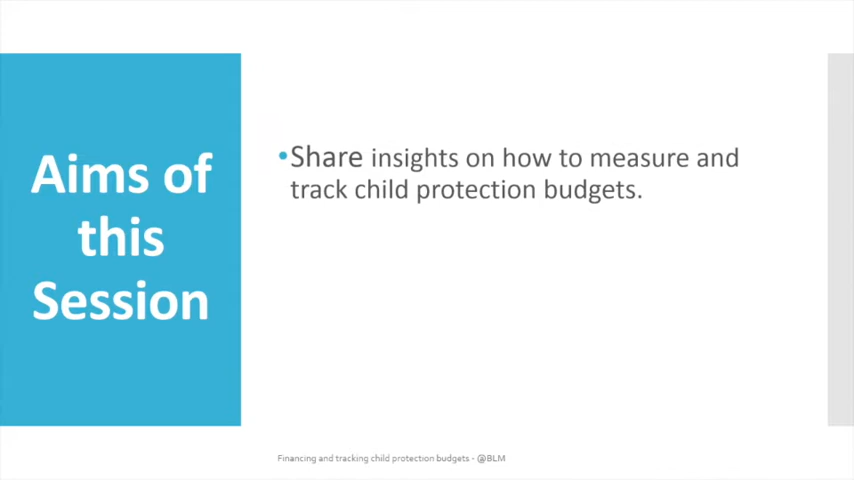 Aims of
this
Session
•Share insights on how to measure and
track child protection budgets.
Financing and tracking child protection budgets - @BLM